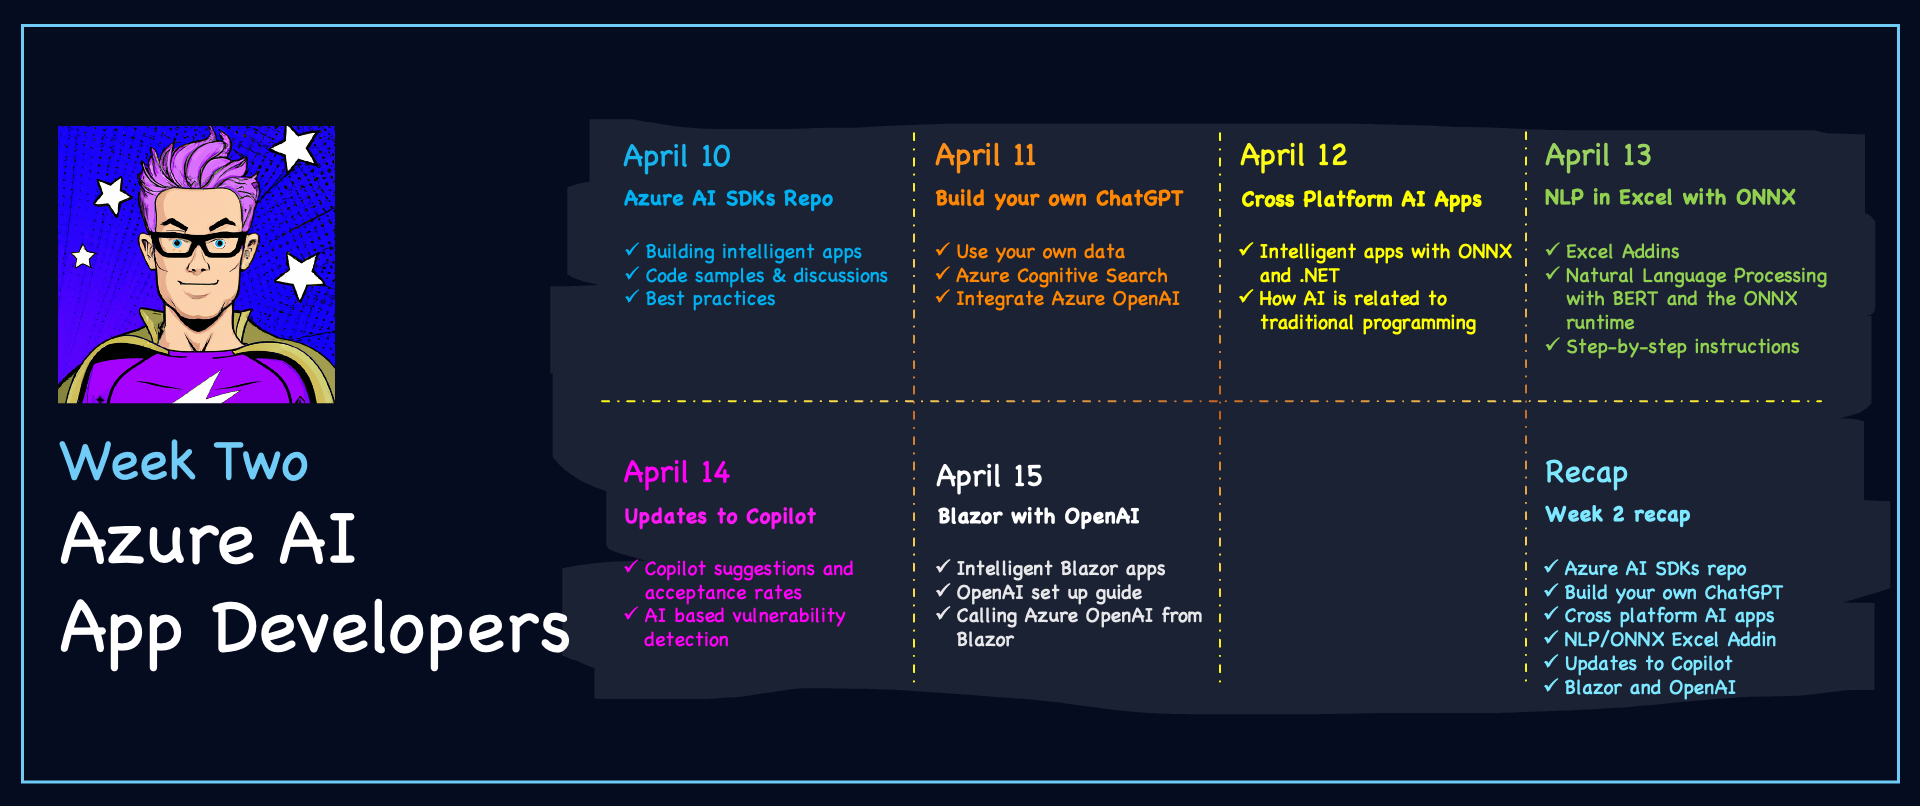 Week Two
Azure AI
App Developers
April 10
Azure AI SDKs Repo
✓ Building intelligent apps
✓ Code samples & discussions
✓ Best practices
April 11
Build your own ChatGPT
✓ Use your own data
✓ Azure Cognitive Search
✓ Integrate Azure OpenAI
April 12
Cross Platform AI Apps
✓ Intelligent apps with ONNX
and .NET
✓ How AI is related to
traditional programming
April 13
NLP in Excel with ONNX
✓ Excel Addins
✓ Natural Language Processing
with BERT and the ONNX
runtime
✓ Step-by-step instructions
April 14
Updates to Copilot
✓ Copilot suggestions and
acceptance rates
✓ AI based vulnerability
detection
April 15
Blazor with OpenAI
✓ Intelligent Blazor apps
✓ OpenAI set up guide
✓ Calling Azure OpenAI from
Blazor
Recap
Week 2 recap
✓ Azure AI SDKs repo
✓ Build your own ChatGPT
✓ Cross platform AI apps
✓ NLP/ONNX Excel Addin
✓ Updates to Copilot
✓ Blazor and OpenAI